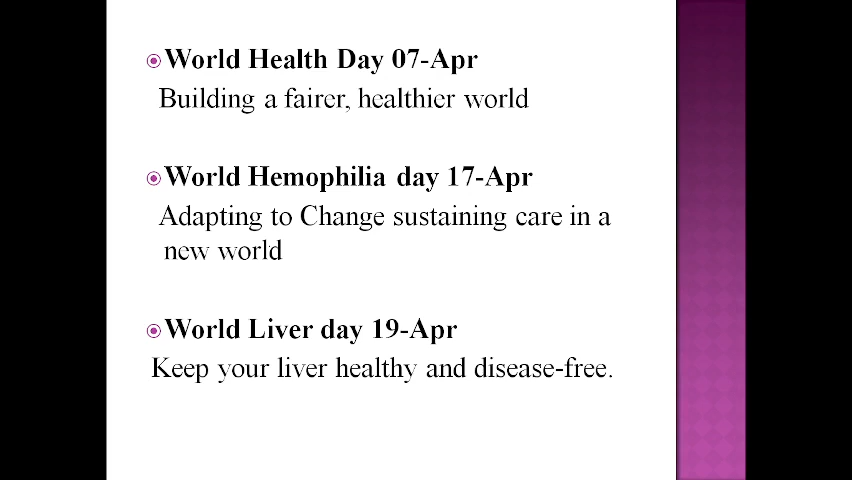 World Health Day 07-Apr
Building a fairer, healthier world
World Hemophilia day 17-Apr
Adapting to Change sustaining care in a
new world
World Liver day 19-Apr
Keep your liver healthy and disease-free.